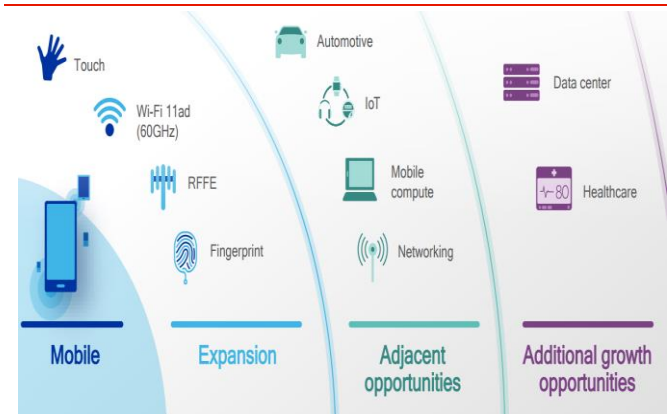 Touch
Wi-Fi 11ad
(60GHz)
RFFE
Fingerprint
Automotive
IoT
Mobile
compute
Networking
Data center
80
Healthcare
Mobile
Expansion
Adjacent
opportunities
Additional growth
opportunities